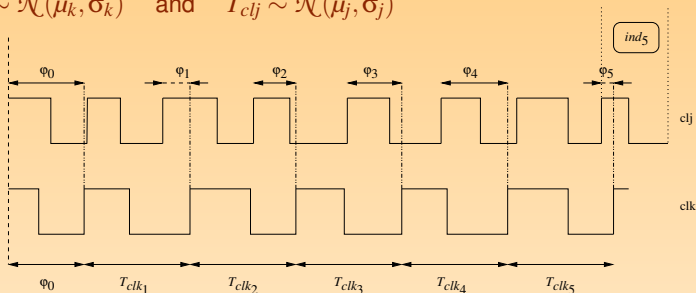 ∼ N(μk,σk) and Tclj ∼ N(μj,σj)
ind5
φ0 φ1 φ2 φ3 φ4 φ5
clj
clk
φ0 Tclk1 Tclk2 Tclk3 Tclk4 Tclk5